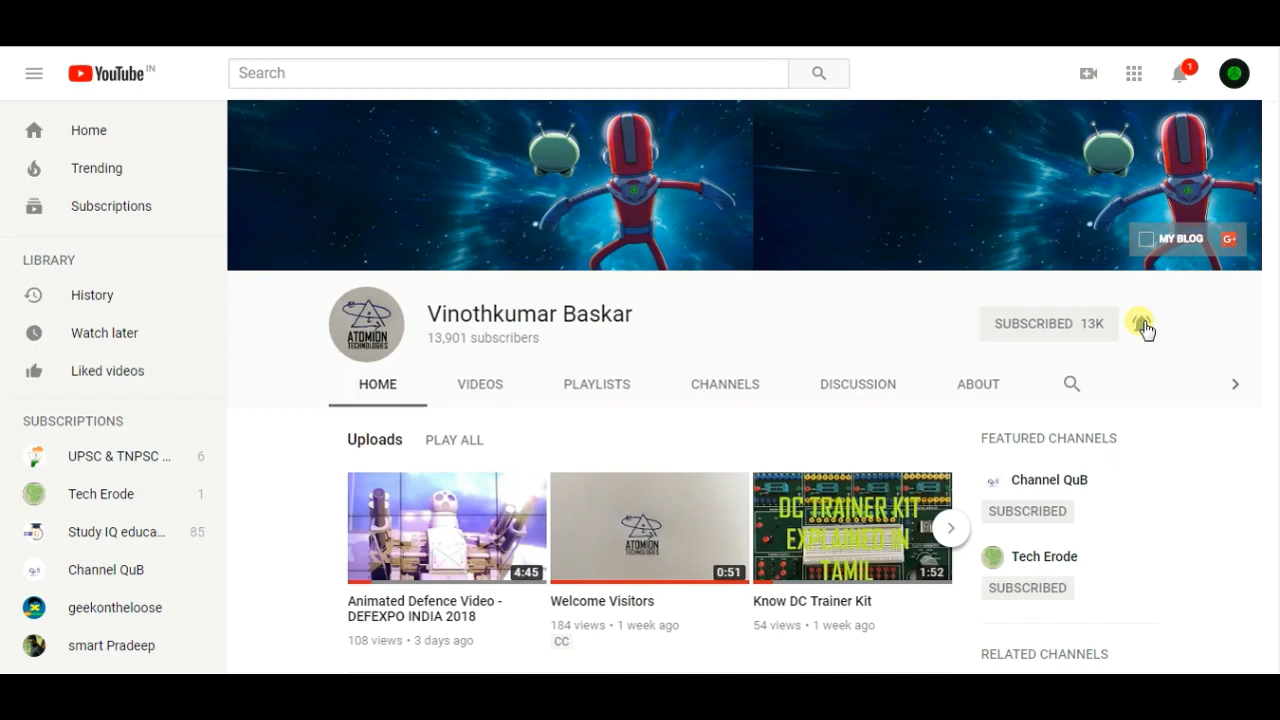 YouTube IN
Search
1
Home
Trending
Subscriptions
LIBRARY
History
Watch later
Liked videos
SUBSCRIPTIONS
UPSC & TNPSC ... 6
Tech Erode 1
Study IQ educa... 85
Channel QuB
geekontheloose
smart Pradeep
MY BLOG G+
ATOMION
TECHNOLOGIES
Vinothkumar Baskar
13,901 subscribers
SUBSCRIBED 13K
HOME VIDEOS PLAYLISTS CHANNELS DISCUSSION ABOUT
Uploads PLAY ALL
4:45
Animated Defence Video -
DEFEXPO INDIA 2018
108 views • 3 days ago
ATOMION
TECHNOLOGIES
0:51
Welcome Visitors
184 views • 1 week ago
CC
DC TRAINER KIT
EXPLAINED IN
TAMIL
1:52
Know DC Trainer Kit
54 views • 1 week ago
FEATURED CHANNELS
Channel QuB
SUBSCRIBED
Tech Erode
SUBSCRIBED
RELATED CHANNELS